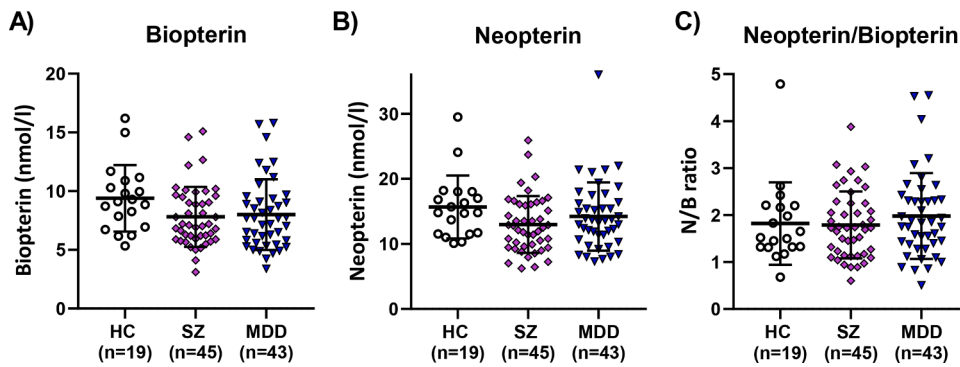 A)
Biopterin
Biopterin (nmol/l)
20
15
10
5
0
HC
(n=19)
SZ
(n=45)
MDD
(n=43)
B)
Neopterin
Neopterin (nmol/l)
30
20
10
0
HC
(n=19)
SZ
(n=45)
MDD
(n=43)
C)
Neopterin/Biopterin
N/B ratio
5
4
3
2
1
0
HC
(n=19)
SZ
(n=45)
MDD
(n=43)